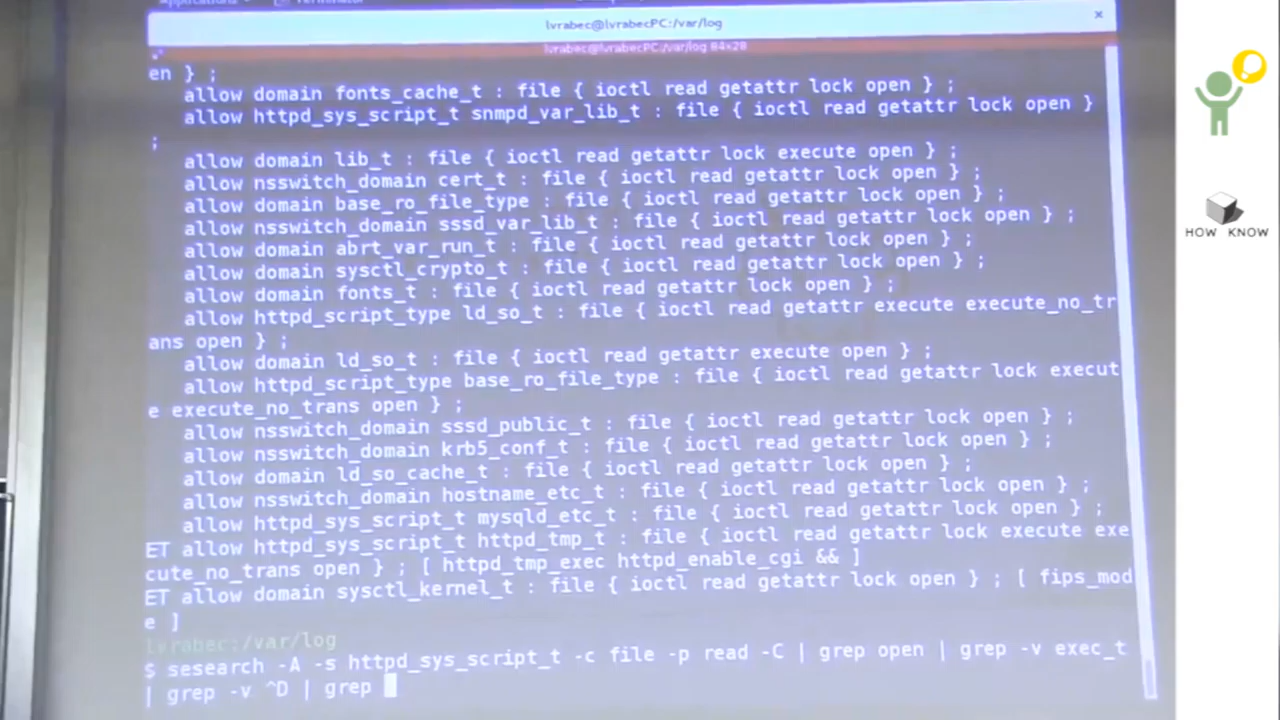 lvrabec@lvrabecPC:/var/log
lvrabec@lvrabecPC:/var/log 84x28
en } ;
allow domain fonts_cache_t : file { ioctl read getattr lock open } ;
allow httpd_sys_script_t snmpd_var_lib_t : file { ioctl read getattr lock open }
;
allow domain lib_t : file { ioctl read getattr lock execute open } ;
allow nsswitch_domain cert_t : file { ioctl read getattr lock open } ;
allow domain base_ro_file_type : file { ioctl read getattr lock open } ;
allow nsswitch_domain sssd_var_lib_t : file { ioctl read getattr lock open } ;
allow domain abrt_var_run_t : file { ioctl read getattr lock open } ;
allow domain sysctl_crypto_t : file { ioctl read getattr lock open } ;
allow domain fonts_t : file { ioctl read getattr lock open } ;
allow httpd_script_type ld_so_t : file { ioctl read getattr execute execute_no_tr
ans open } ;
allow domain ld_so_t : file { ioctl read getattr execute open } ;
allow httpd_script_type base_ro_file_type : file { ioctl read getattr lock execut
e execute_no_trans open } ;
allow nsswitch_domain sssd_public_t : file { ioctl read getattr lock open } ;
allow nsswitch_domain krb5_conf_t : file { ioctl read getattr lock open } ;
allow domain ld_so_cache_t : file { ioctl read getattr lock open } ;
allow nsswitch_domain hostname_etc_t : file { ioctl read getattr lock open } ;
allow httpd_sys_script_t mysqld_etc_t : file { ioctl read getattr lock open } ;
ET allow httpd_sys_script_t httpd_tmp_t : file { ioctl read getattr lock execute exe
cute_no_trans open } ; [ httpd_tmp_exec httpd_enable_cgi && ]
ET allow domain sysctl_kernel_t : file { ioctl read getattr lock open } ; [ fips_mod
e ]
lvrabec:/var/log
$ sesearch -A -s httpd_sys_script_t -c file -p read -C | grep open | grep -v exec_t
| grep -v ^D | grep
HOW KNOW